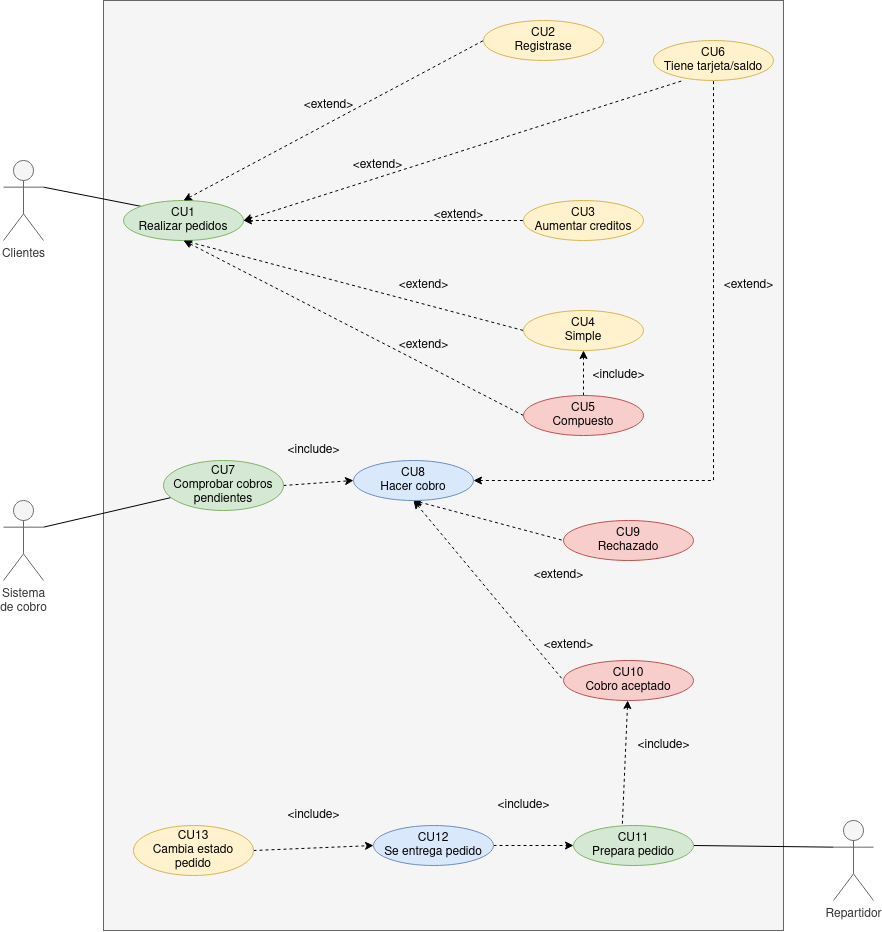 CU2
Registrase
CU6
Tiene tarjeta/saldo
<extend>
<extend>
CU1
Realizar pedidos
<extend>
CU3
Aumentar creditos
Clientes
<extend>
<extend>
CU4
Simple
<extend>
<include>
CU5
Compuesto
<include>
CU7
Comprobar cobros
pendientes
CU8
Hacer cobro
CU9
Rechazado
<extend>
Sistema
de cobro
<extend>
CU10
Cobro aceptado
<include>
<include>
<include>
CU13
Cambia estado
pedido
CU12
Se entrega pedido
CU11
Prepara pedido
Repartidor